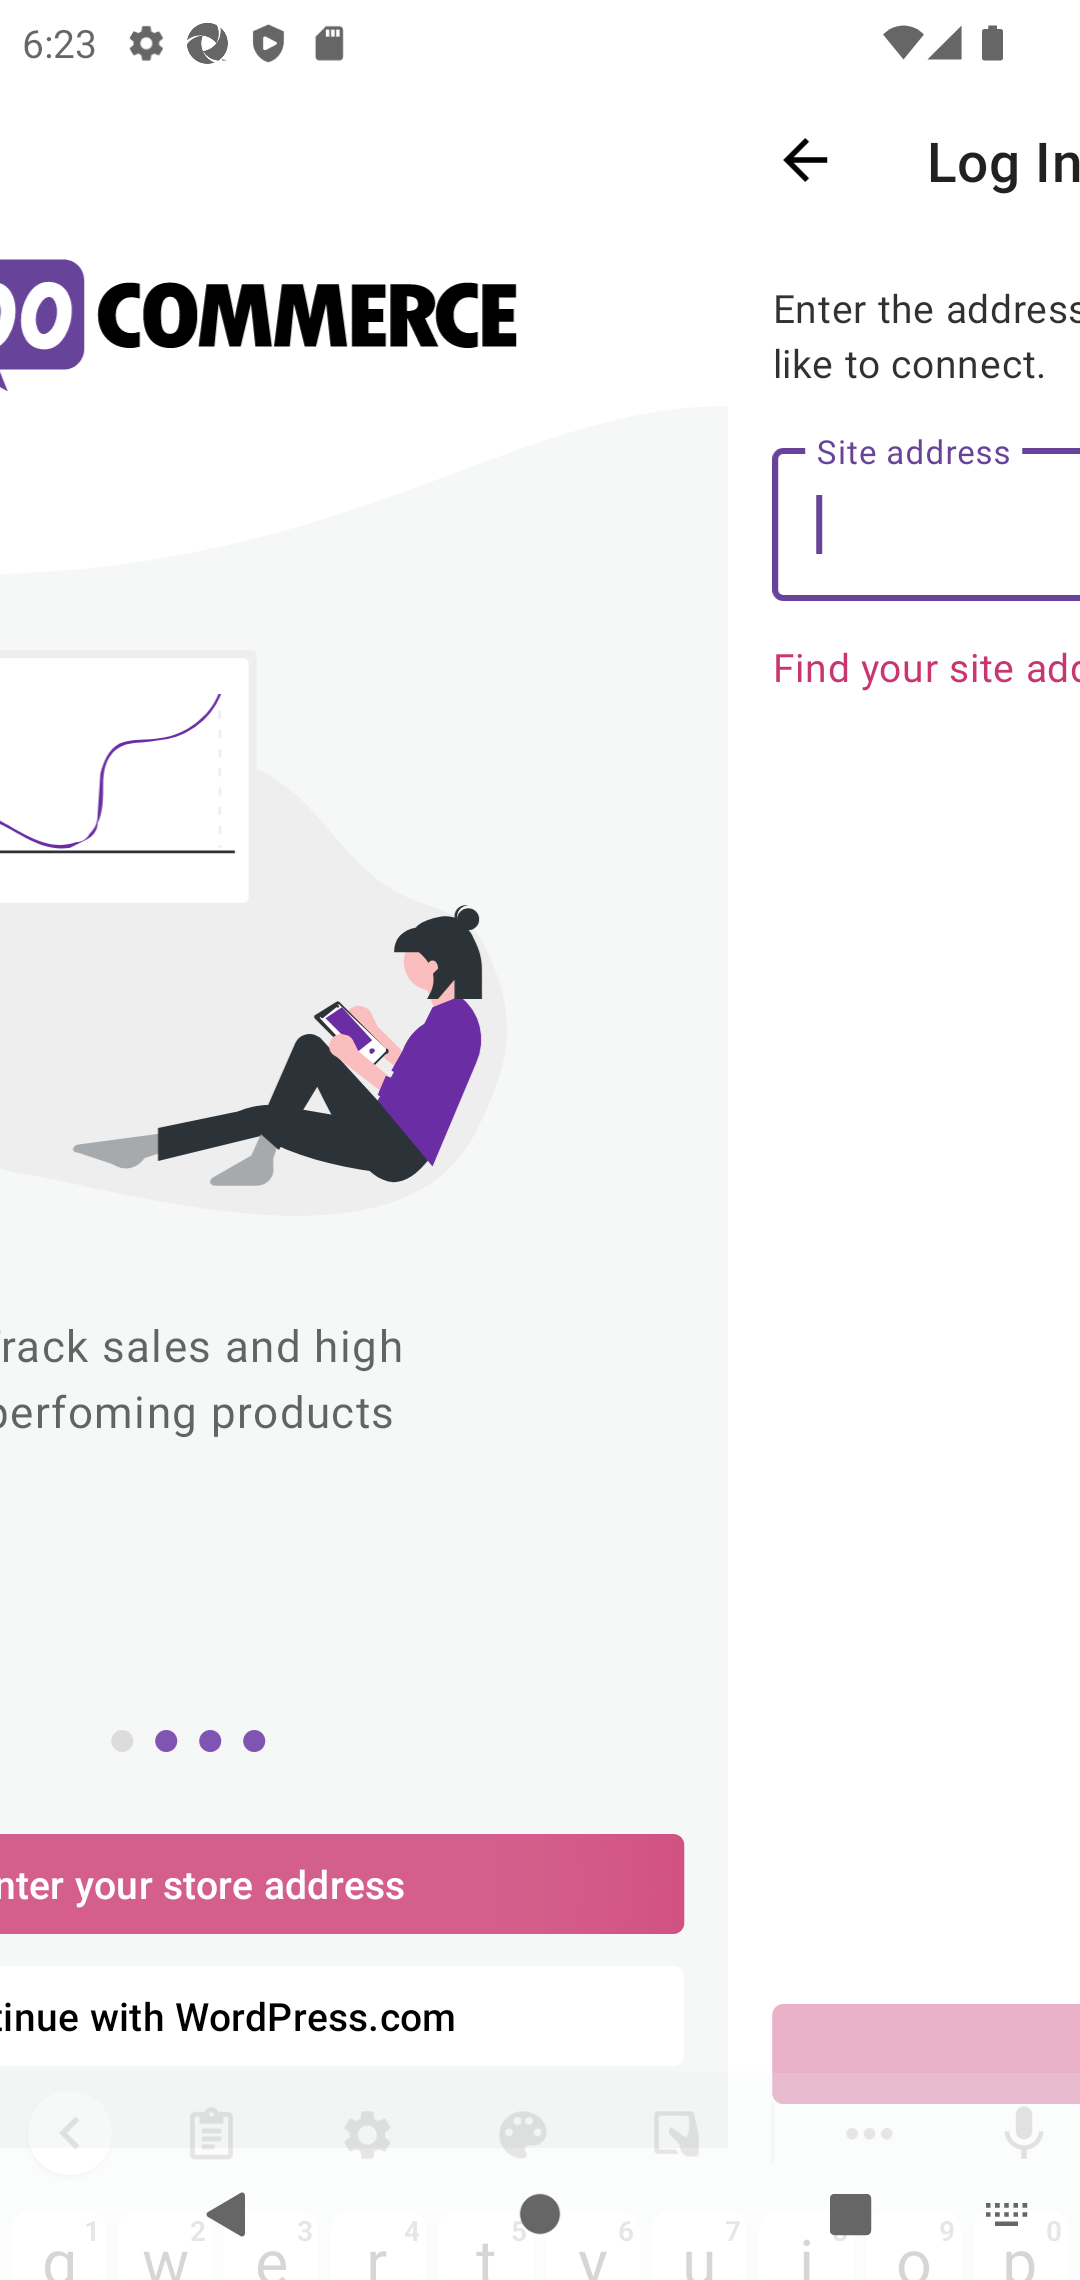 6:23
Log In
OO COMMERCE
Enter the address
like to connect.
Site address
Find your site add
rack sales and high
perfoming products
nter your store address
tinue with WordPress.com
1 2 3 4 5 6 7 8 9 0
q w e r t y u i o p